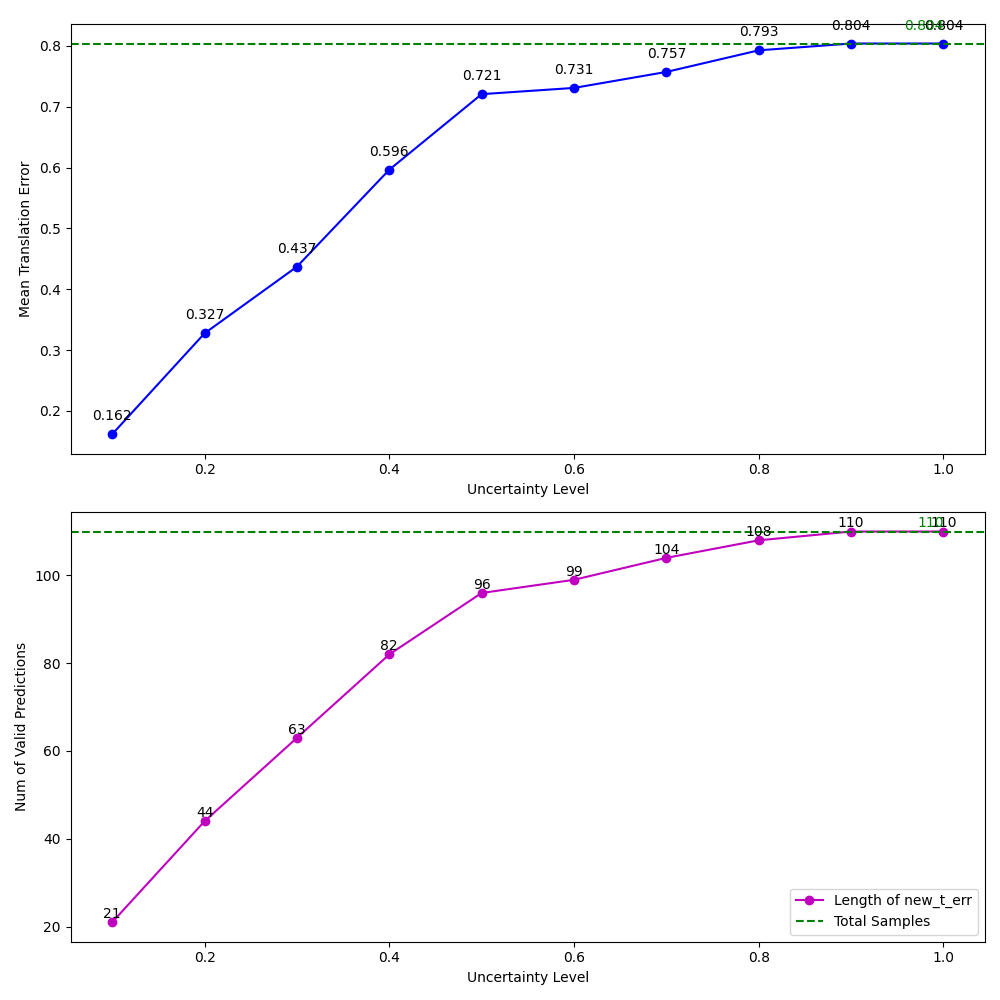 0.804 0.804 0.804
0.793
0.757
0.731
0.721
0.596
0.437
0.327
0.162
0.8
0.7
0.6
0.5
0.4
0.3
0.2
Mean Translation Error
0.2 0.4 0.6 0.8 1.0
Uncertainty Level
110 110 110
108
104
99
96
82
63
44
21
100
80
60
40
20
Num of Valid Predictions
Length of new_t_err
Total Samples
0.2 0.4 0.6 0.8 1.0
Uncertainty Level